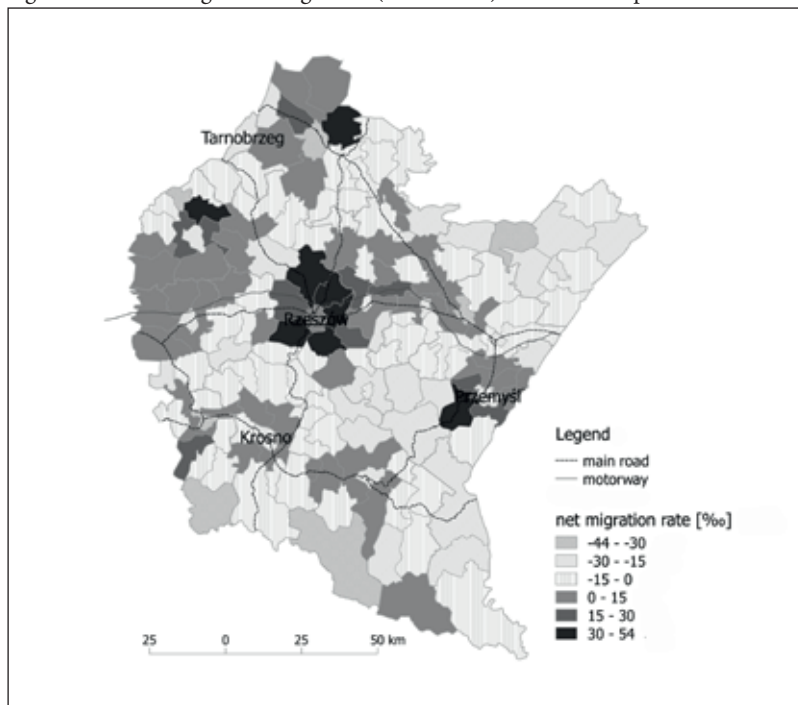 Tarnobrzeg
Rzeszów
Przemyśl
Krosno
Legend
main road
motorway
net migration rate [‰]
-44 - -30
-30 - -15
-15 - 0
0 - 15
15 - 30
30 - 54
25 0 25 50 km